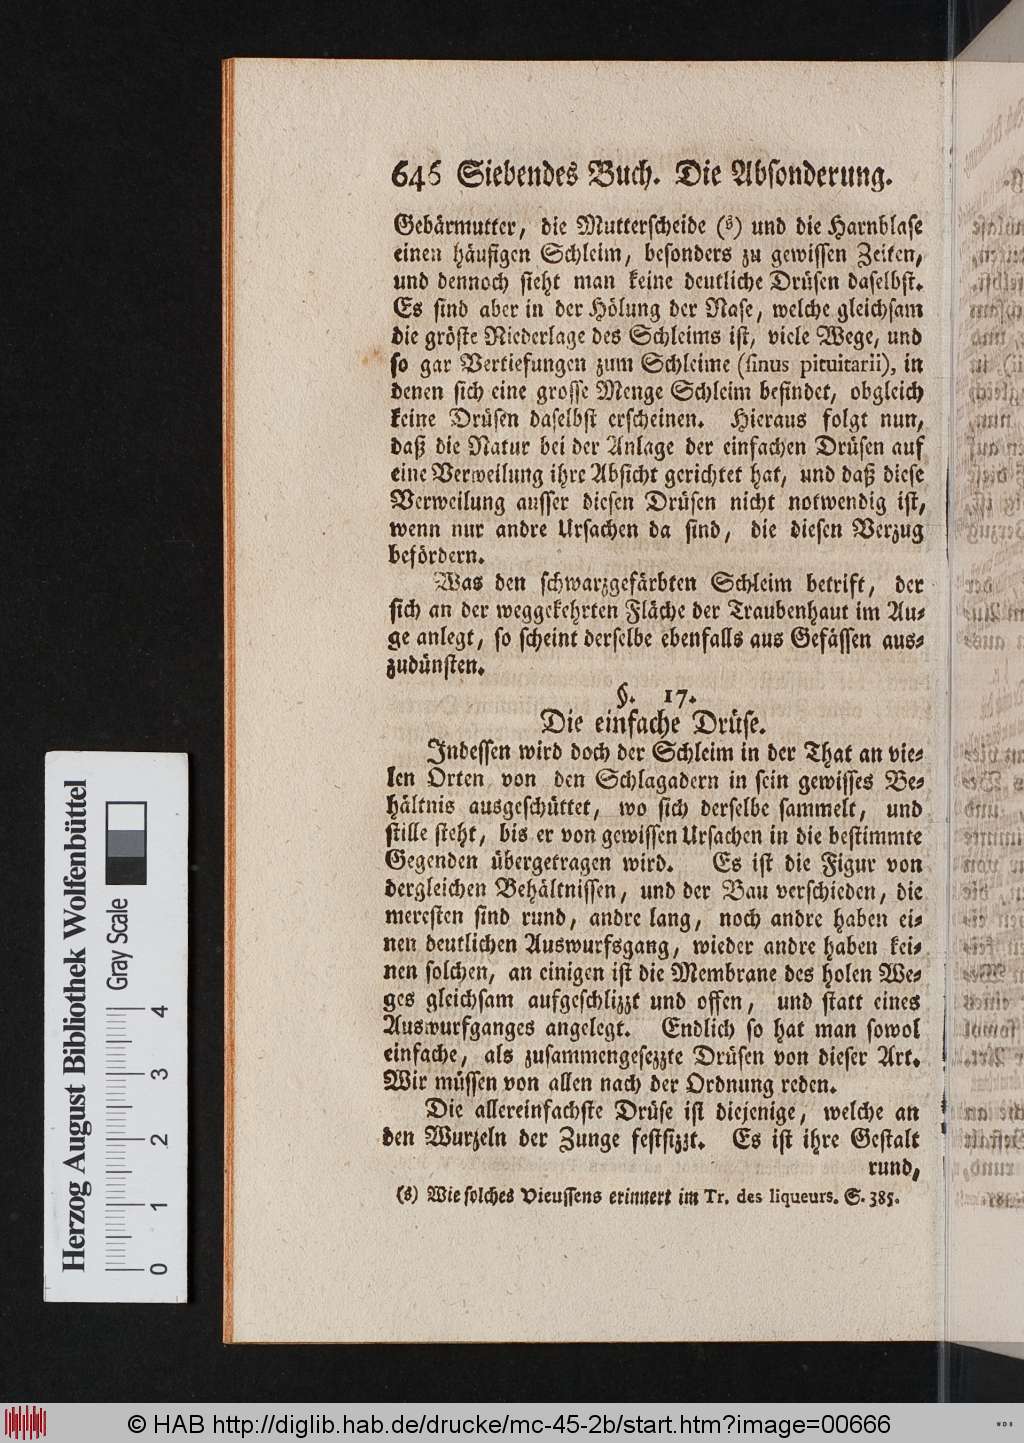 646 Siebendes Buch. Die Absonderung.
Gebärmutter, die Mutterscheide (s) und die Harnblase
einen häufigen Schleim, besonders zu gewissen Zeiten,
und dennoch sieht man keine deutliche Drüsen daselbst.
Es sind aber in der Hölung der Nase, welche gleichsam
die gröste Niederlage des Schleims ist, viele Wege, und
so gar Vertiefungen zum Schleime (sinus pituitarii), in
denen sich eine grosse Menge Schleim befindet, obgleich
keine Drüsen daselbst erscheinen. Hieraus folgt nun,
daß die Natur bei der Anlage der einfachen Drüsen auf
eine Verweilung ihre Absicht gerichtet hat, und daß diese
Verweilung ausser diesen Drüsen nicht notwendig ist,
wenn nur andre Ursachen da sind, die diesen Verzug
befördern.
Was den schwarzgefärbten Schleim betrift, der
sich an der weggekehrten Fläche der Traubenhaut im Au-
ge anlegt, so scheint derselbe ebenfalls aus Gefässen aus-
zudünsten.
§. 17.
Die einfache Drüse.
Indessen wird doch der Schleim in der That an vie-
len Orten von den Schlagadern in sein gewisses Be-
hältnis ausgeschüttet, wo sich derselbe sammelt, und
stille steht, bis er von gewissen Ursachen in die bestimmte
Gegenden übergetragen wird. Es ist die Figur von
dergleichen Behältnissen, und der Bau verschieden, die
meresten sind rund, andre lang, noch andre haben ei-
nen deutlichen Auswurfsgang, wieder andre haben kei-
nen solchen, an einigen ist die Membrane des holen We-
ges gleichsam aufgeschlizzt und offen, und statt eines
Auswurfganges angelegt. Endlich so hat man sowol
einfache, als zusammengesezzte Drüsen von dieser Art.
Wir müssen von allen nach der Ordnung reden.
Die allereinfachste Drüse ist diejenige, welche an
den Wurzeln der Zunge festsizzt. Es ist ihre Gestalt
rund,
(s) Wie solches Vieussens erinnert im Tr. des liqueurs. S. 385.
Herzog August Bibliothek Wolfenbüttel
Gray Scale
0 1 2 3 4
© HAB http://diglib.hab.de/drucke/mc-45-2b/start.htm?image=00666